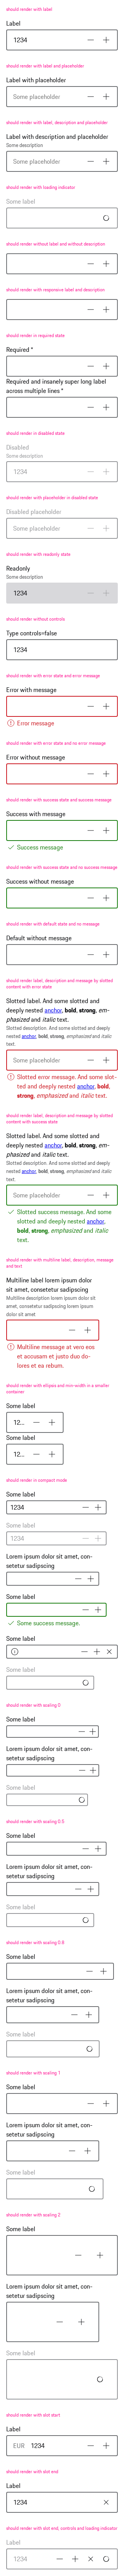 should render with label
Label
1234
should render with label and placeholder
Label with placeholder
Some placeholder
should render with label, description and placeholder
Label with description and placeholder
Some description
Some placeholder
should render with loading indicator
Some label
should render without label and without description
should render with responsive label and description
should render in required state
Required *
Required and insanely super long label
across multiple lines *
should render in disabled state
Disabled
Some description
1234
should render with placeholder in disabled state
Disabled placeholder
Some placeholder
should render with readonly state
Readonly
Some description
1234
should render without controls
Type controls=false
1234
should render with error state and error message
Error with message
Error message
should render with error state and no error message
Error without message
should render with success state and success message
Success with message
Success message
should render with success state and no success message
Success without message
should render with default state and no message
Default without message
should render label, description and message by slotted
content with error state
Slotted label. And some slotted and
deeply nested anchor, bold, strong, em-
phasized and italic text.
Slotted description. And some slotted and deeply
nested anchor, bold, strong, emphasized and italic
text.
Some placeholder
Slotted error message. And some slot-
ted and deeply nested anchor, bold,
strong, emphasized and italic text.
should render label, description and message by slotted
content with success state
Slotted label. And some slotted and
deeply nested anchor, bold, strong, em-
phasized and italic text.
Slotted description. And some slotted and deeply
nested anchor, bold, strong, emphasized and italic
text.
Some placeholder
Slotted success message. And some
slotted and deeply nested anchor,
bold, strong, emphasized and italic
text.
should render with multiline label, description, message
and text
Multiline label lorem ipsum dolor
sit amet, consetetur sadipscing
Multiline description lorem ipsum dolor sit
amet, consetetur sadipscing lorem ipsum
dolor sit amet
Multiline message at vero eos
et accusam et justo duo do-
lores et ea rebum.
should render with ellipsis and min-width in a smaller
container
Some label
12...
Some label
12...
should render in compact mode
Some label
1234
Some label
1234
Lorem ipsum dolor sit amet, con-
setetur sadipscing
Some label
Some success message.
Some label
Some label
should render with scaling 0
Some label
Lorem ipsum dolor sit amet, con-
setetur sadipscing
Some label
should render with scaling 0.5
Some label
Lorem ipsum dolor sit amet, con-
setetur sadipscing
Some label
should render with scaling 0.8
Some label
Lorem ipsum dolor sit amet, con-
setetur sadipscing
Some label
should render with scaling 1
Some label
Lorem ipsum dolor sit amet, con-
setetur sadipscing
Some label
should render with scaling 2
Some label
Lorem ipsum dolor sit amet, con-
setetur sadipscing
Some label
should render with slot start
Label
EUR 1234
should render with slot end
Label
1234
should render with slot end, controls and loading indicator
Label
1234